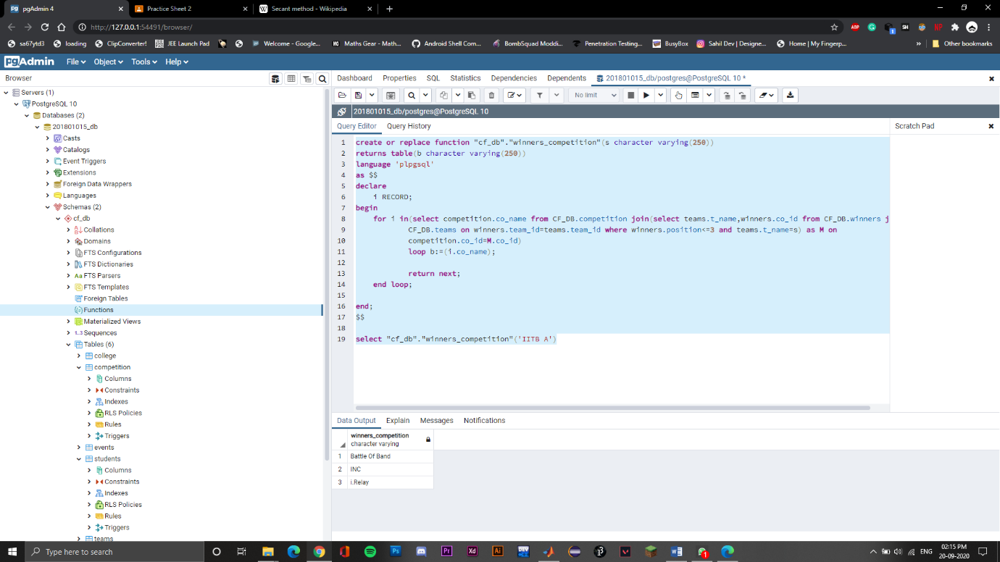 pgAdmin 4
Practice Sheet 2
Secant method - Wikipedia
http://127.0.0.1:54491/browser/
sa67ytd3
loading
ClipConverter!
JEE Launch Pad
Welcome - Google...
Maths Gear - Math...
Android Shell Com...
BombSquad Moddi...
Penetration Testing...
BusyBox
Sahil Dev | Designe...
Home | My Fingerp...
»
Other bookmarks
pgAdmin
File
Object
Tools
Help
Browser
Dashboard
Properties
SQL
Statistics
Dependencies
Dependents
201801015_db/postgres@PostgreSQL 10 *
No limit
201801015_db/postgres@PostgreSQL 10
Query Editor
Query History
Scratch Pad
Servers (1)
PostgreSQL 10
Databases (2)
201801015_db
Casts
Catalogs
Event Triggers
Extensions
Foreign Data Wrappers
Languages
Schemas (2)
cf_db
Collations
Domains
FTS Configurations
FTS Dictionaries
FTS Parsers
FTS Templates
Foreign Tables
Functions
Materialized Views
Sequences
Tables (6)
college
competition
Columns
Constraints
Indexes
RLS Policies
Rules
Triggers
events
students
Columns
Constraints
Indexes
RLS Policies
Rules
Triggers
teams
1 create or replace function "cf_db"."winners_competition"(s character varying(250))
2 returns table(b character varying(250))
3 language 'plpgsql'
4 as $$
5 declare
6 i RECORD;
7 begin
8 for i in(select competition.co_name from CF_DB.competition join(select teams.t_name,winners.co_id from CF_DB.winners j
9 CF_DB.teams on winners.team_id=teams.team_id where winners.position<=3 and teams.t_name=s) as M on
10 competition.co_id=M.co_id)
11 loop b:=(i.co_name);
12
13 return next;
14 end loop;
15
16 end;
17 $$
18
19 select "cf_db"."winners_competition"('IITB A')
Data Output
Explain
Messages
Notifications
winners_competition
character varying
1 Battle Of Band
2 INC
3 i.Relay
Type here to search
ENG
02:15 PM
20-09-2020